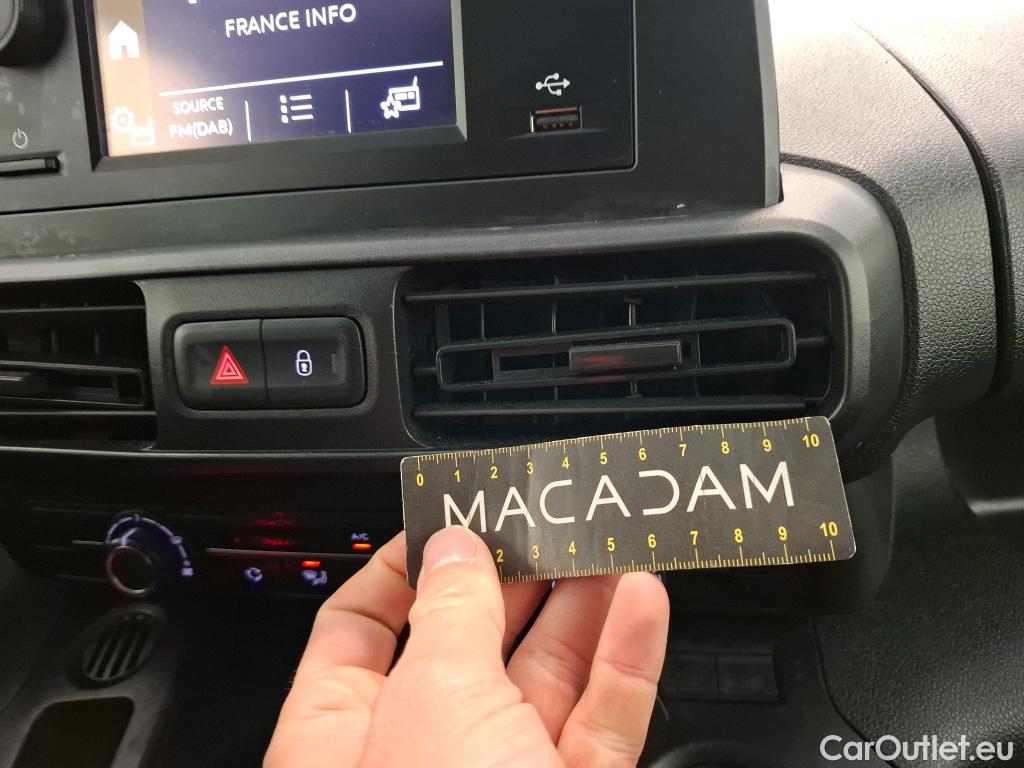 FRANCE INFO
SOURCE
FM(DAB)
A/C
0 1 2 3 4 5 6 7 8 9 10
MACADAM
2 3 4 5 6 7 8 9 10
CarOutlet.eu